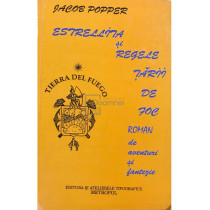 JACOB POPPER
ESTRELLITA
și
REGELE
ȚĂRII
DE
FOC
TIERRA DEL FUEGO
ROMAN
de
aventuri
și
fantezie
EDITURA ȘI ATELIERELE TIPOGRAFICE
METROPOL